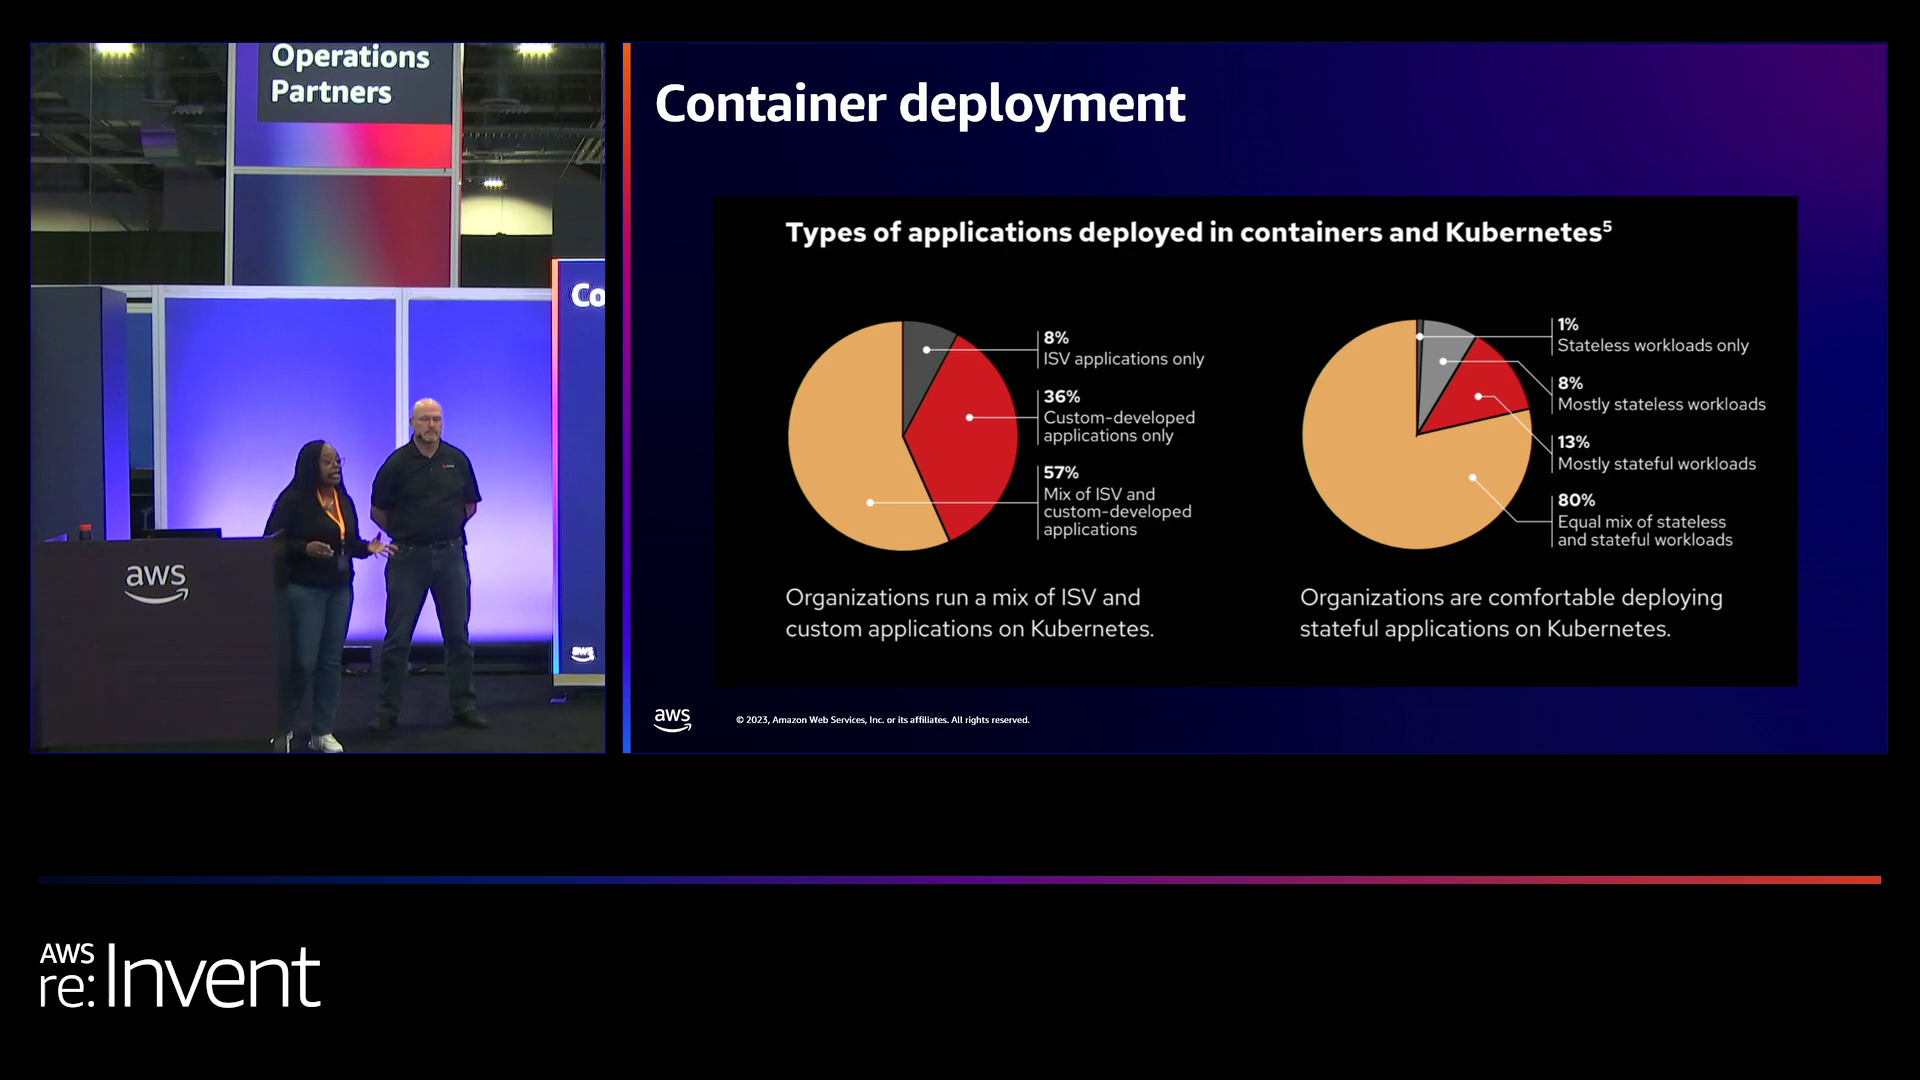 Operations
Partners
Co
aws
aws
Container deployment
Types of applications deployed in containers and Kubernetes⁵
8%
ISV applications only
36%
Custom-developed
applications only
57%
Mix of ISV and
custom-developed
applications
Organizations run a mix of ISV and
custom applications on Kubernetes.
1%
Stateless workloads only
8%
Mostly stateless workloads
13%
Mostly stateful workloads
80%
Equal mix of stateless
and stateful workloads
Organizations are comfortable deploying
stateful applications on Kubernetes.
aws
© 2023, Amazon Web Services, Inc. or its affiliates. All rights reserved.
AWS
re:Invent